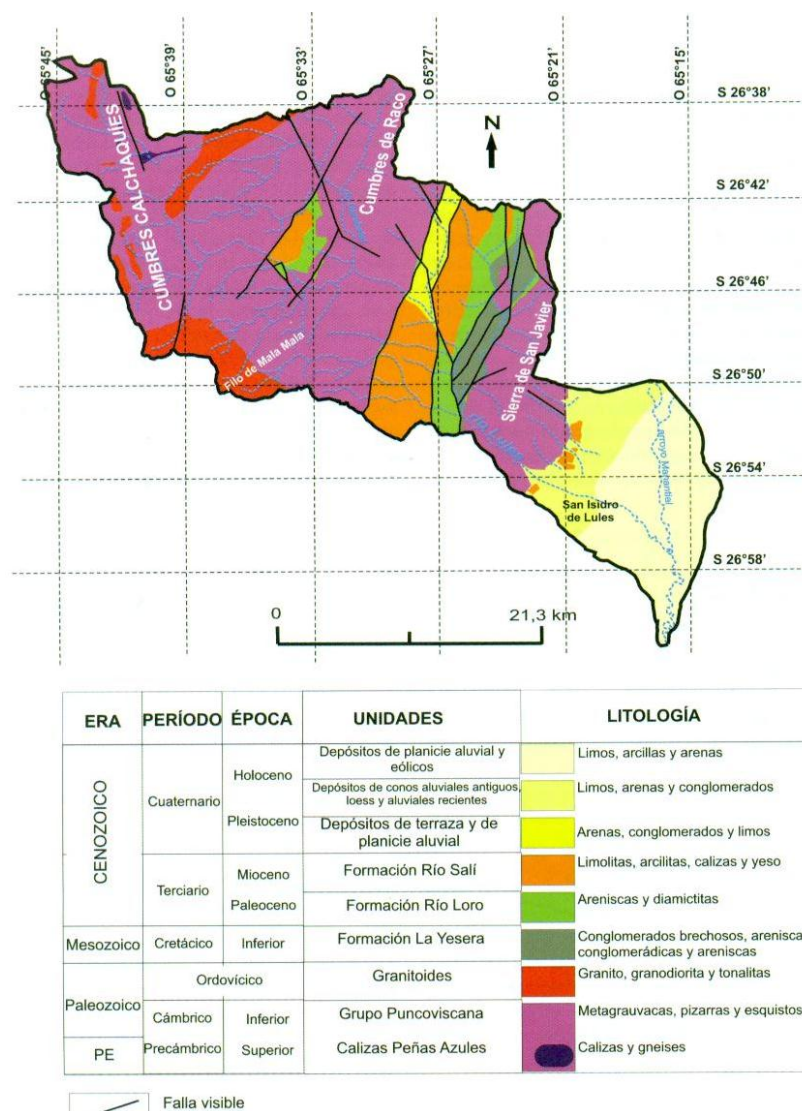 O 65°45'
O 65°39'
O 65°33'
O 65°27'
O 65°21'
O 65°15'
S 26°38'
S 26°42'
S 26°46'
S 26°50'
S 26°54'
S 26°58'
N
CUMBRES CALCHAQUÍES
Cumbres de Raco
Filo de Mala Mala
Sierra de San Javier
río Lules
arroyo Manantial
San Isidro
de Lules
0
21,3 km
ERA PERÍODO ÉPOCA UNIDADES LITOLOGÍA
CENOZOICO
Cuaternario
Holoceno
Depósitos de planicie aluvial y
eólicos
Limos, arcillas y arenas
Depósitos de conos aluviales antiguos,
loess y aluviales recientes
Limos, arenas y conglomerados
Pleistoceno
Depósitos de terraza y de
planicie aluvial
Arenas, conglomerados y limos
Terciario
Mioceno
Formación Río Salí
Limolitas, arcilitas, calizas y yeso
Paleoceno
Formación Río Loro
Areniscas y diamictitas
Mesozoico
Cretácico
Inferior
Formación La Yesera
Conglomerados brechosos, arenisca
conglomerádicas y areniscas
Paleozoico
Ordovícico
Granitoides
Granito, granodiorita y tonalitas
Cámbrico
Inferior
Grupo Puncoviscana
Metagrauvacas, pizarras y esquistos
PE
Precámbrico
Superior
Calizas Peñas Azules
Calizas y gneises
Falla visible